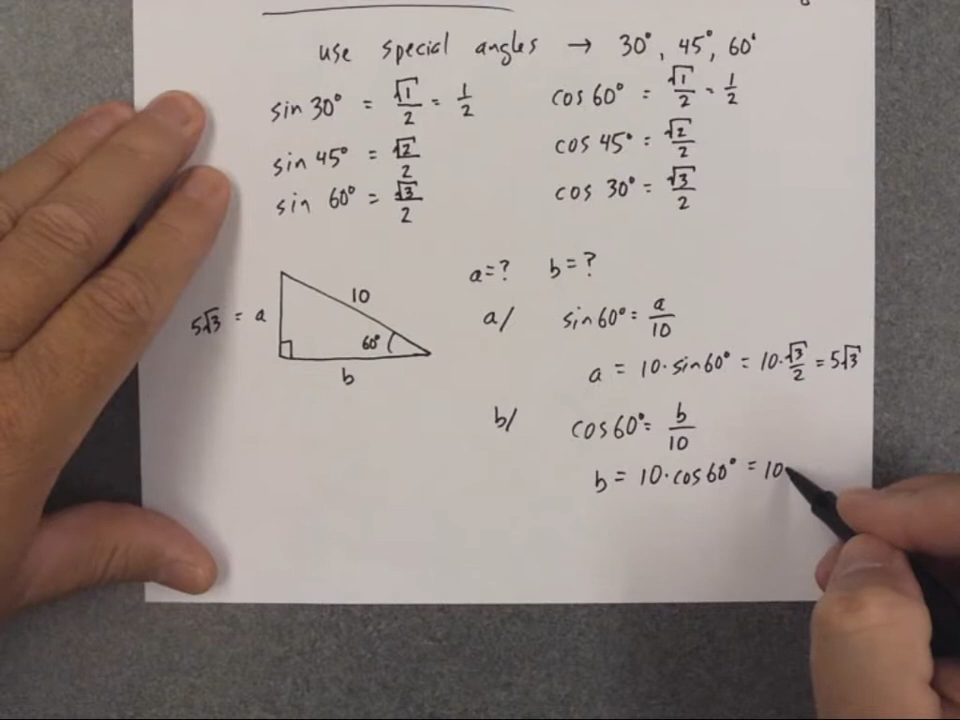 use special angles → 30°, 45°, 60°
sin 30° = √1/2 = 1/2
cos 60° = √1/2 = 1/2
sin 45° = √2/2
cos 45° = √2/2
sin 60° = √3/2
cos 30° = √3/2
a = ? b = ?
10
5√3 = a
60°
b
a/ sin 60° = a/10
a = 10·sin 60° = 10·√3/2 = 5√3
b/ cos 60° = b/10
b = 10·cos 60° = 10